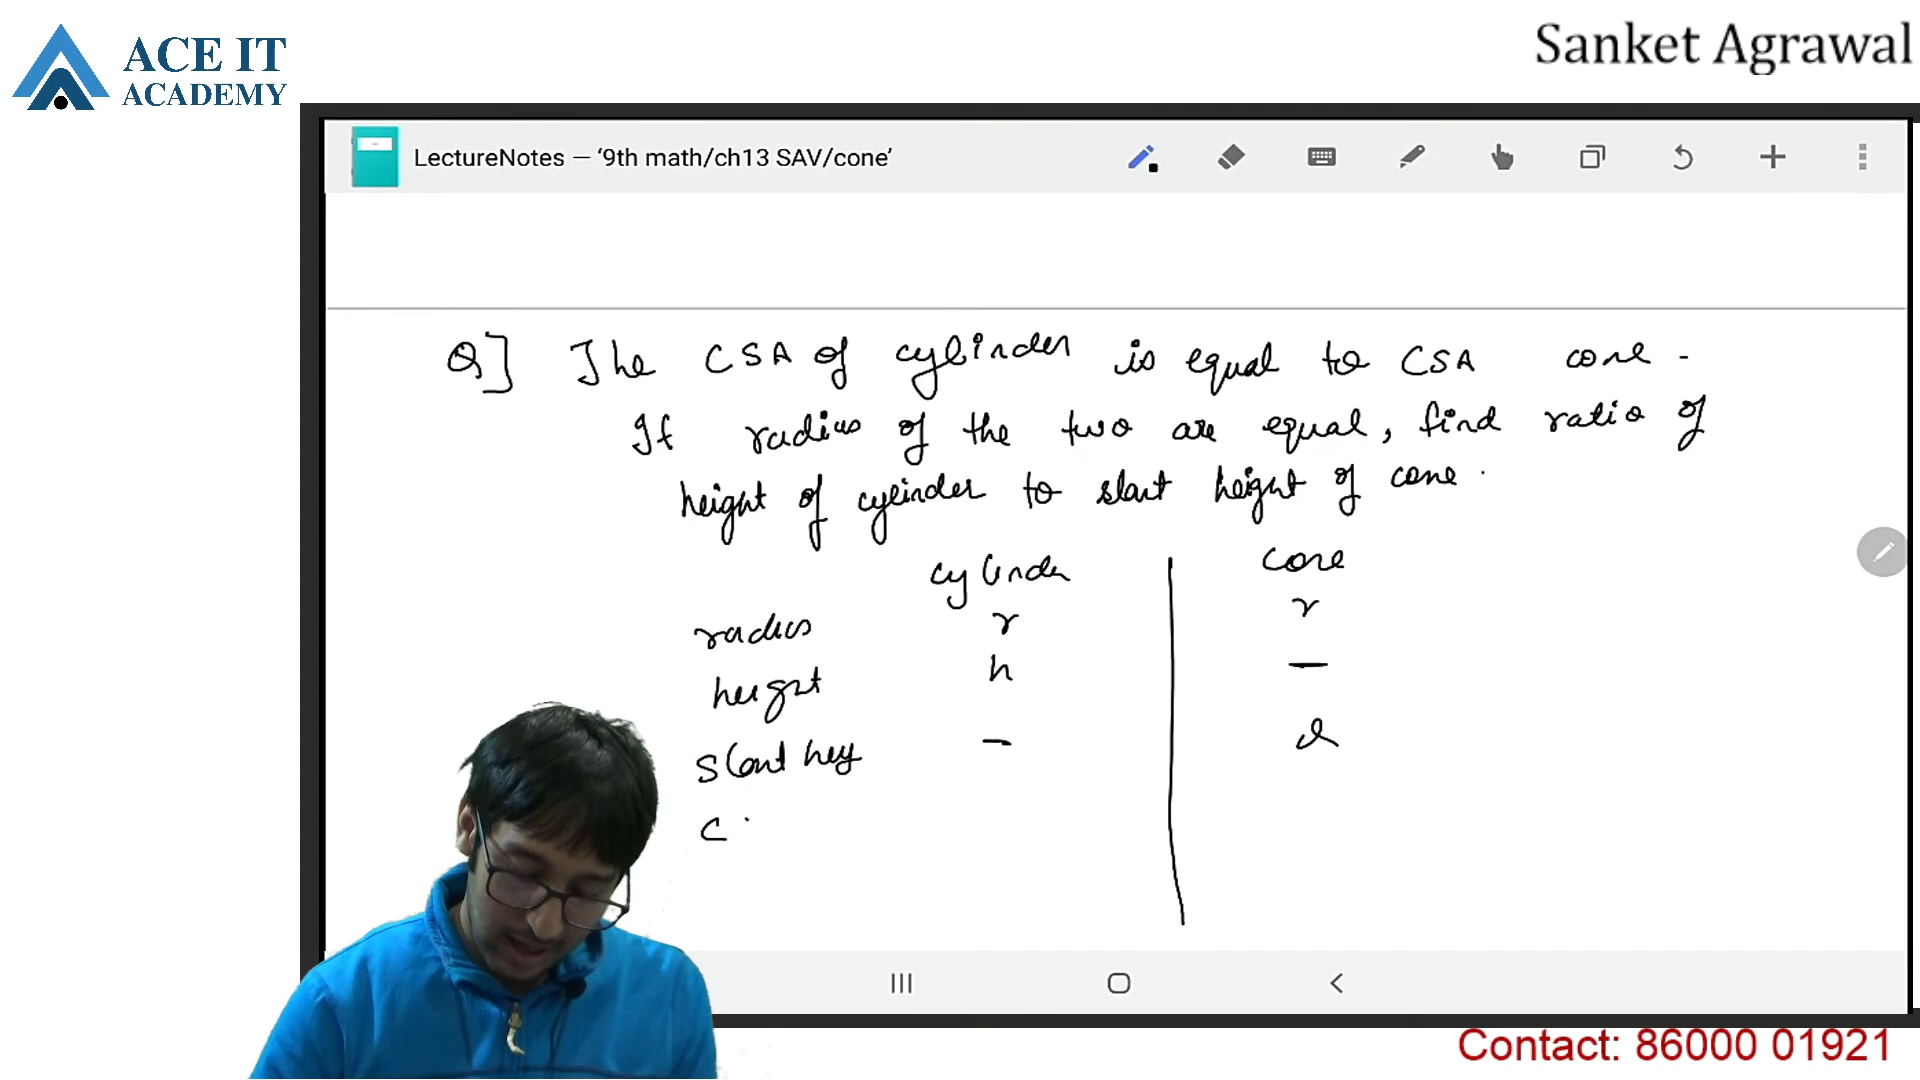 ACE IT
ACADEMY
Sanket Agrawal
LectureNotes — ‘9th math/ch13 SAV/cone’
Q] The CSA of cylinder is equal to CSA cone.
If radius of the two are equal, find ratio of
height of cylinder to slant height of cone.
cylinder cone
radius r r
height h —
slant heig — l
C
Contact: 86000 01921